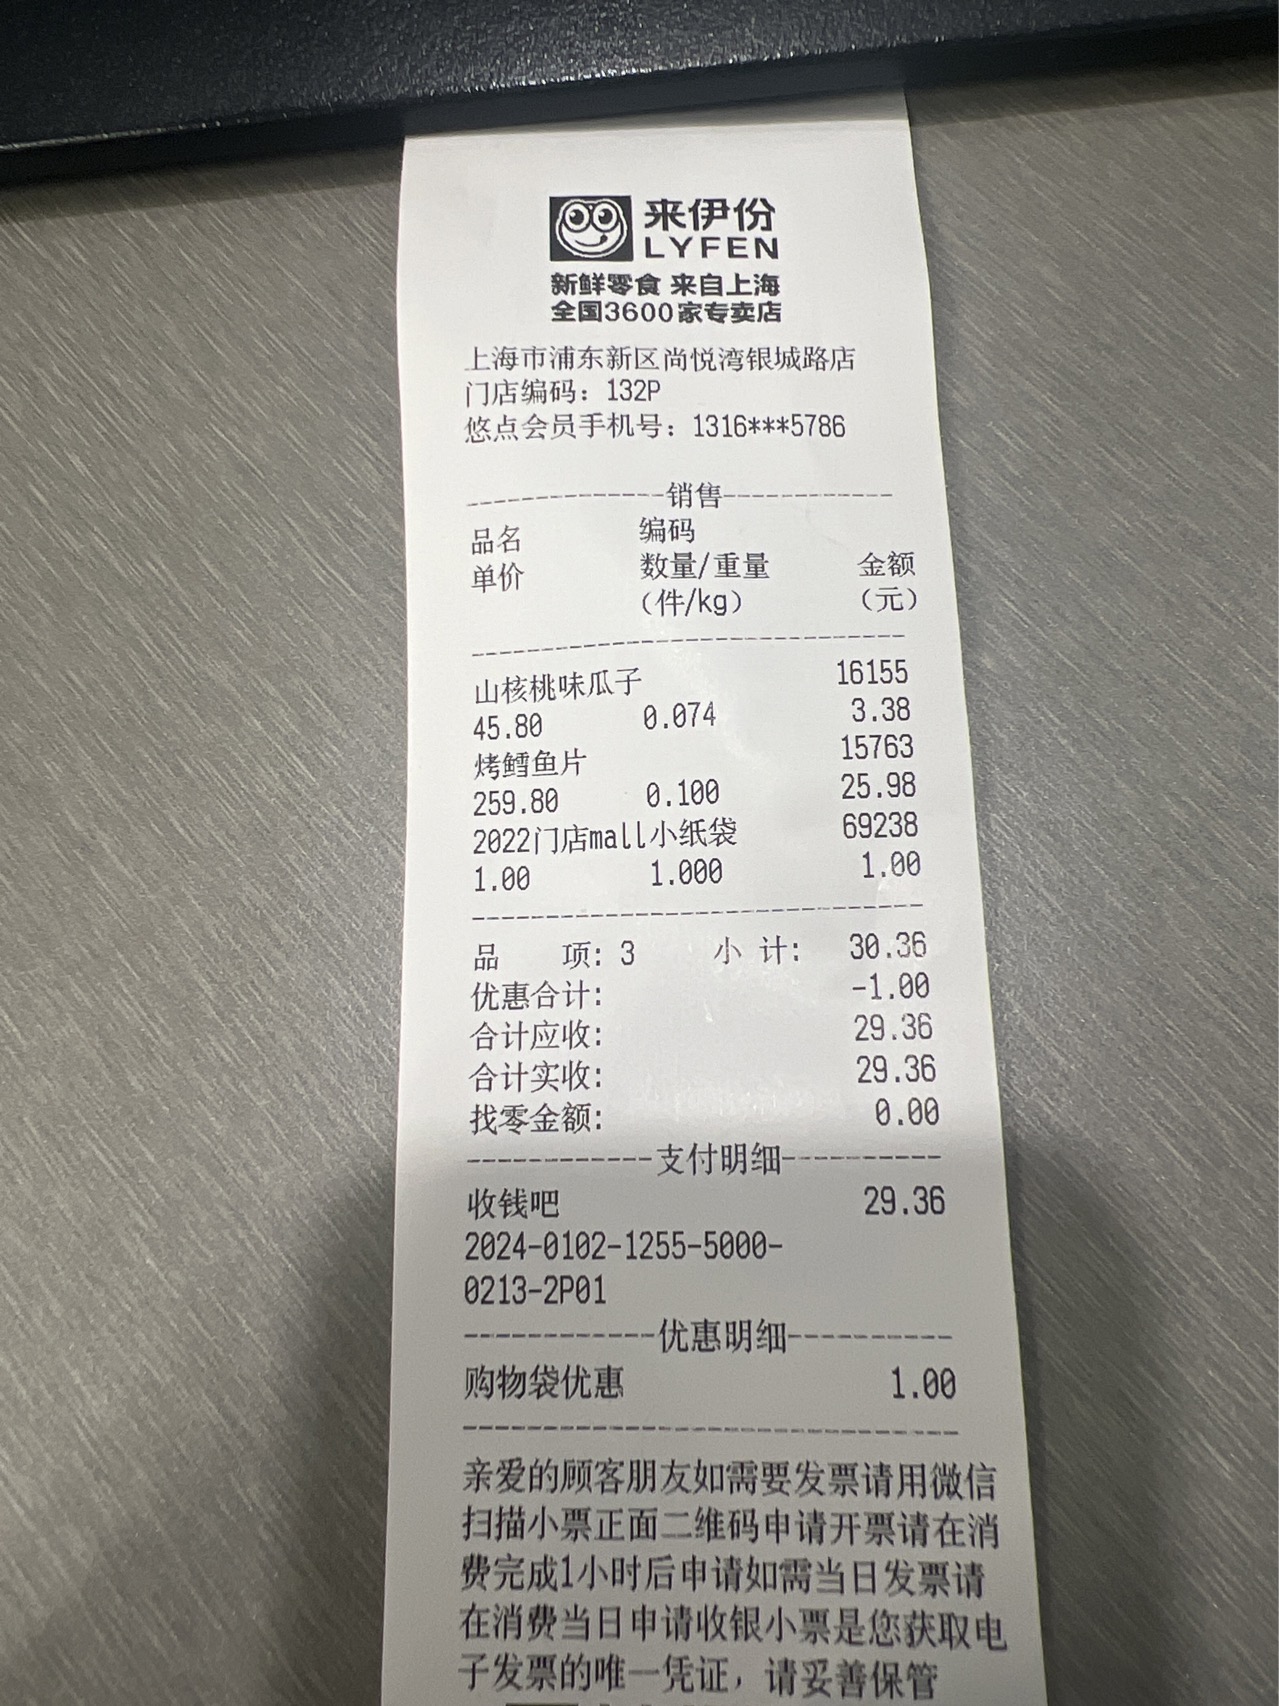 来伊份
LYFEN
新鲜零食 来自上海
全国3600家专卖店
上海市浦东新区尚悦湾银城路店
门店编码：132P
悠点会员手机号：1316***5786
-------------销售------------
品名 编码
单价 数量/重量 金额
（件/kg） （元）
------------------------------
山核桃味瓜子 16155
45.80 0.074 3.38
烤鳕鱼片 15763
259.80 0.100 25.98
2022门店mall小纸袋 69238
1.00 1.000 1.00
------------------------------
品 项: 3 小 计: 30.36
优惠合计: -1.00
合计应收: 29.36
合计实收: 29.36
找零金额: 0.00
------------支付明细----------
收钱吧 29.36
2024-0102-1255-5000-
0213-2P01
------------优惠明细----------
购物袋优惠 1.00
------------------------------
亲爱的顾客朋友如需要发票请用微信
扫描小票正面二维码申请开票请在消
费完成1小时后申请如需当日发票请
在消费当日申请收银小票是您获取电
子发票的唯一凭证，请妥善保管